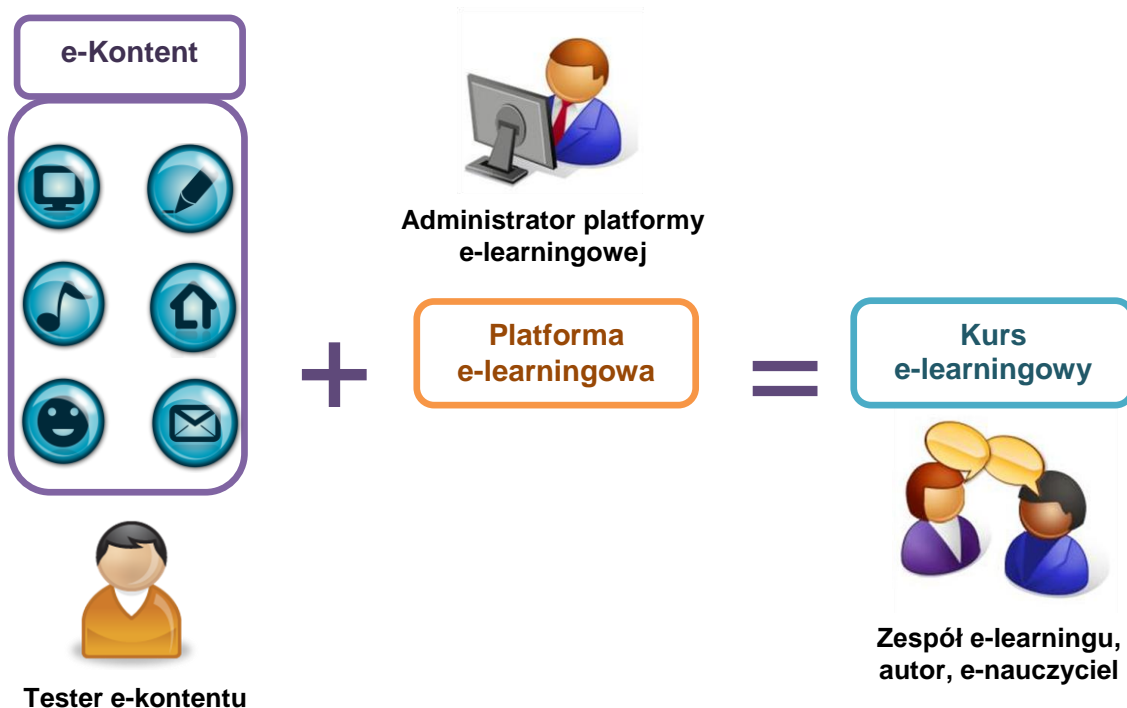 e-Kontent
Administrator platformy
e-learningowej
Platforma
e-learningowa
Kurs
e-learningowy
Tester e-kontentu
Zespół e-learningu,
autor, e-nauczyciel